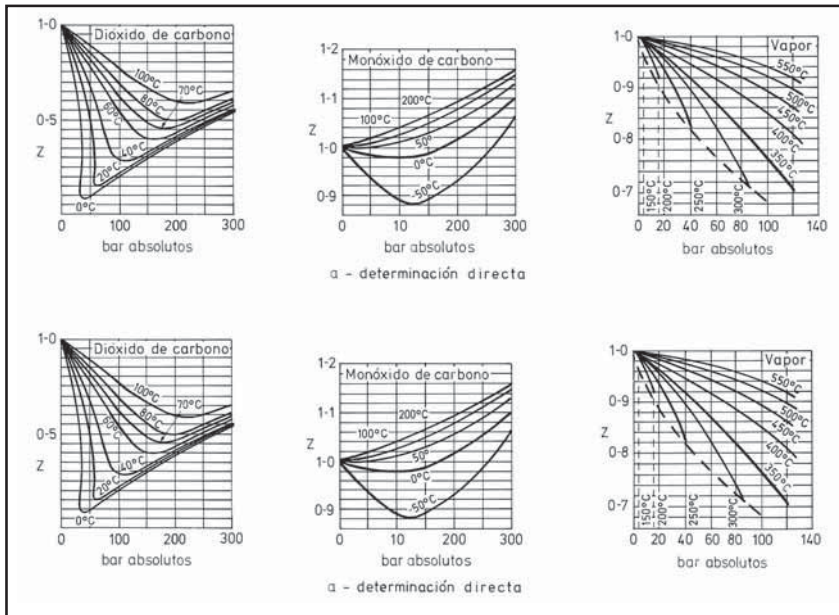 Dióxido de carbono
1-0
0-5
Z
100°C
80°C
70°C
60°C
40°C
20°C
0°C
0 100 200 300
bar absolutos
Monóxido de carbono
1-2
1-1
Z
1-0
0-9
200°C
100°C
50°
0°C
-50°C
0 100 200 300
bar absolutos
Vapor
1-0
0-9
Z
0-8
0-7
550°C
500°C
450°C
400°C
350°C
150°C
200°C
250°C
300°C
0 20 40 60 80 100 120 140
bar absolutos
a - determinación directa
Dióxido de carbono
1-0
0-5
Z
100°C
80°C
70°C
60°C
40°C
20°C
0°C
0 100 200 300
bar absolutos
Monóxido de carbono
1-2
1-1
Z
1-0
0-9
200°C
100°C
50°
0°C
-50°C
0 10 200 300
bar absolutos
Vapor
1-0
0-9
Z
0-8
0-7
550°C
500°C
450°C
400°C
350°C
150°C
200°C
250°C
300°C
0 20 40 60 80 100 140
bar absolutos
a - determinación directa